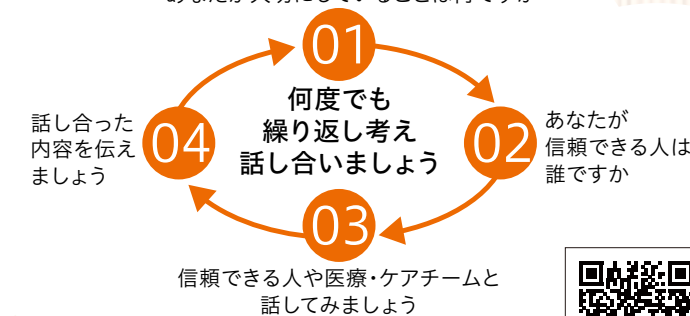 01
何度でも
繰り返し考え
話し合いましょう
02
あなたが
信頼できる人は
誰ですか
03
信頼できる人や医療・ケアチームと
話してみましょう
04
話し合った
内容を伝え
ましょう